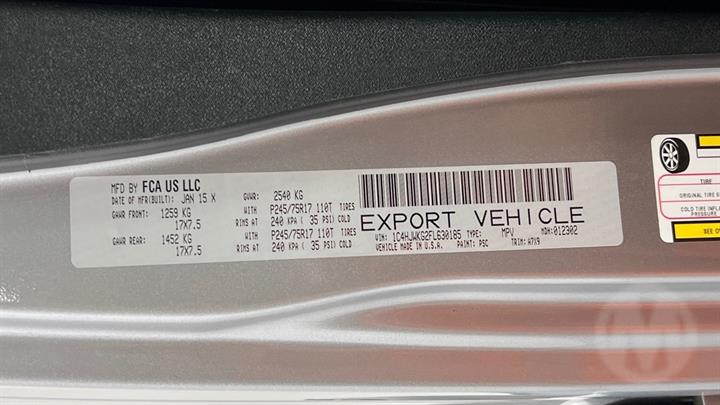 MFD BY FCA US LLC
DATE OF MFR(BUILT): JAN 15 X GVWR: 2540 KG
GAWR FRONT: 1259 KG WITH P245/75R17 110T TIRES
17X7.5 RIMS AT 240 KPA ( 35 PSI) COLD
GAWR REAR: 1452 KG WITH P245/75R17 110T TIRES
17X7.5 RIMS AT 240 KPA ( 35 PSI) COLD
EXPORT VEHICLE
VIN: 1C4HJWKG2FL630185 TYPE: MPV MDH:012302
VEHICLE MADE IN U.S.A. PAINT: PSC TRIM: A7X9
TIRE
ORIGINAL TIRE S
COLD TIRE
SEE O
M